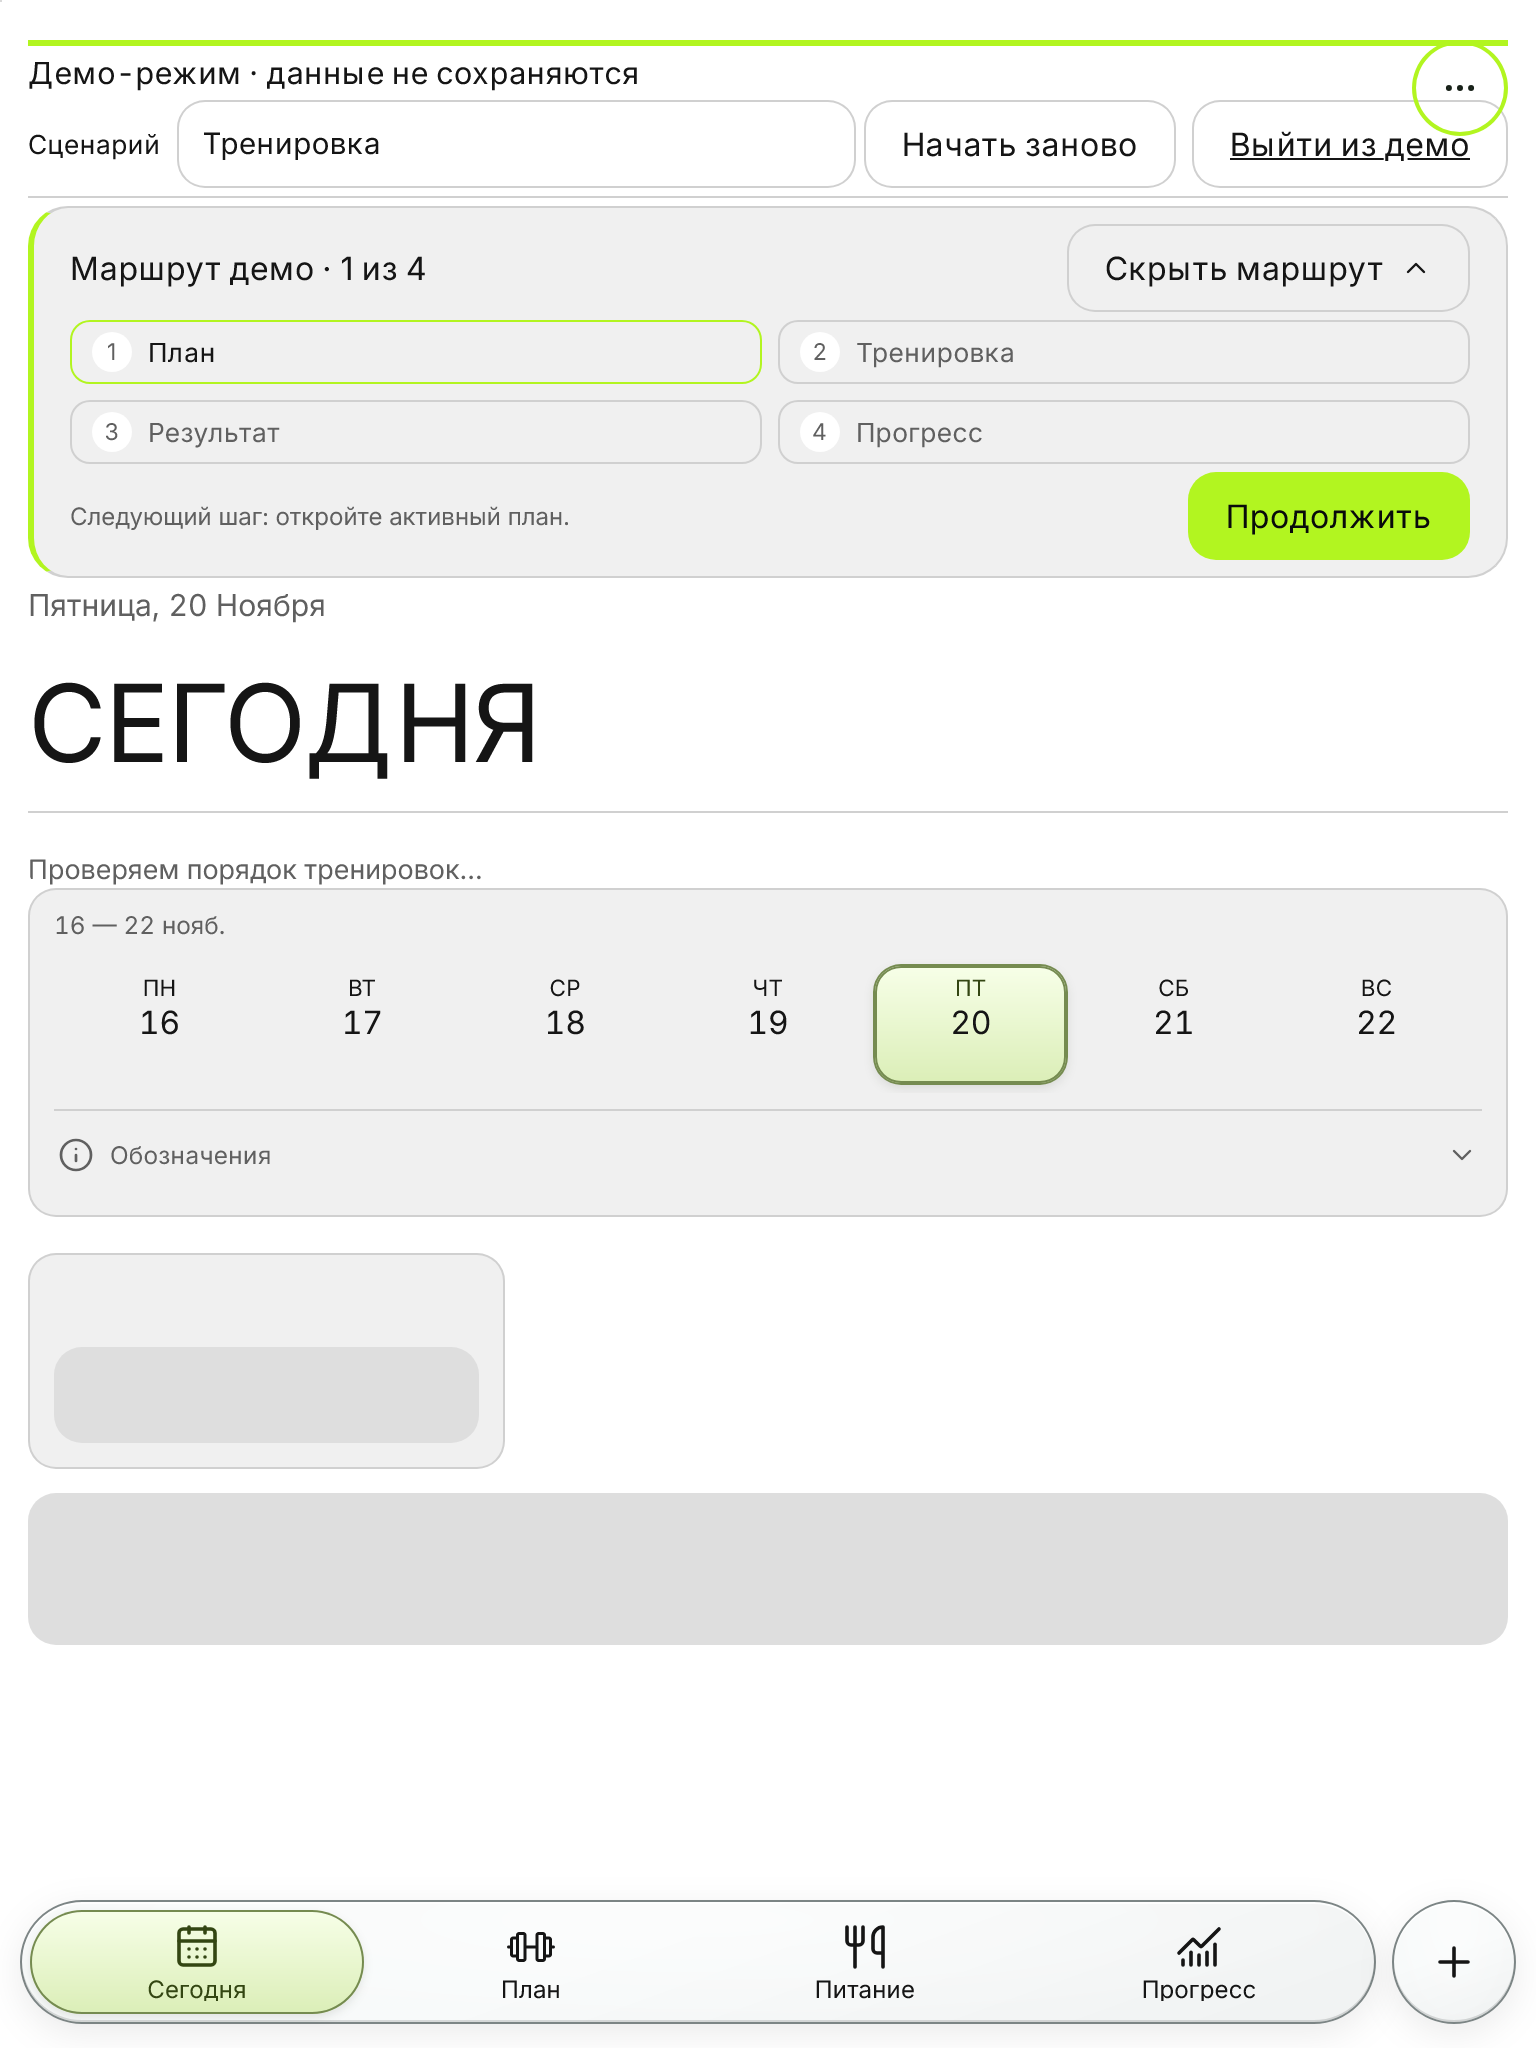 Демо-режим · данные не сохраняются
Сценарий
Тренировка
Начать заново
Выйти из демо
Маршрут демо · 1 из 4
Скрыть маршрут
1 План
2 Тренировка
3 Результат
4 Прогресс
Следующий шаг: откройте активный план.
Продолжить
Пятница, 20 Ноября
СЕГОДНЯ
Проверяем порядок тренировок...
16 — 22 нояб.
ПН ВТ СР ЧТ ПТ СБ ВС
16 17 18 19 20 21 22
Обозначения
Сегодня План Питание Прогресс